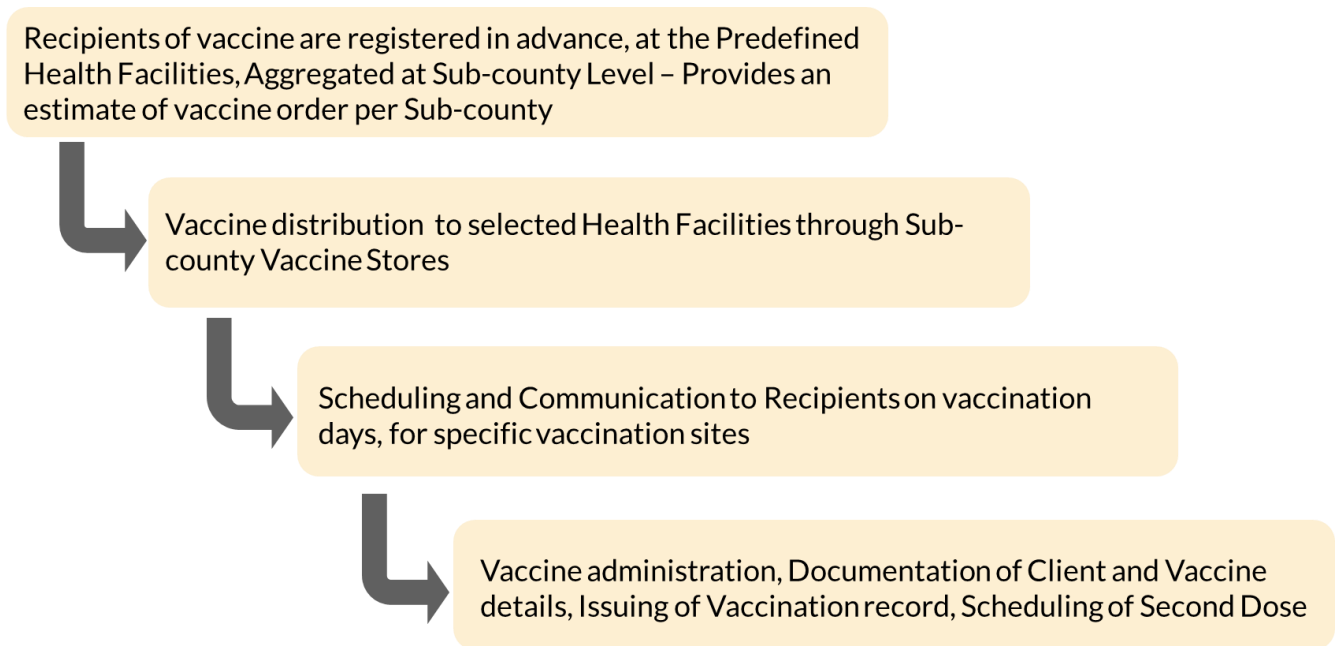 Recipients of vaccine are registered in advance, at the Predefined
Health Facilities, Aggregated at Sub-county Level – Provides an
estimate of vaccine order per Sub-county
Vaccine distribution to selected Health Facilities through Sub-
county Vaccine Stores
Scheduling and Communication to Recipients on vaccination
days, for specific vaccination sites
Vaccine administration, Documentation of Client and Vaccine
details, Issuing of Vaccination record, Scheduling of Second Dose